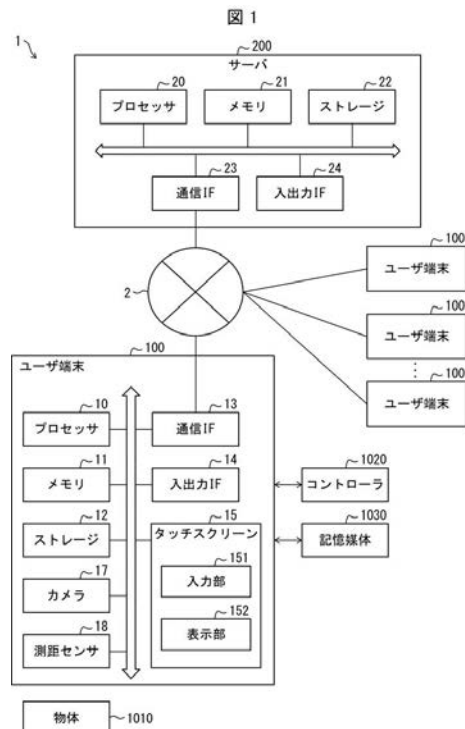 図 1
1
200
サーバ
20
21
22
プロセッサ
メモリ
ストレージ
23
24
通信IF
入出力IF
2
100
ユーザ端末
100
ユーザ端末
100
ユーザ端末
100
ユーザ端末
10
13
プロセッサ
通信IF
11
14
メモリ
入出力IF
1020
コントローラ
12
15
ストレージ
タッチスクリーン
1030
記憶媒体
151
入力部
17
カメラ
152
表示部
18
測距センサ
物体
1010